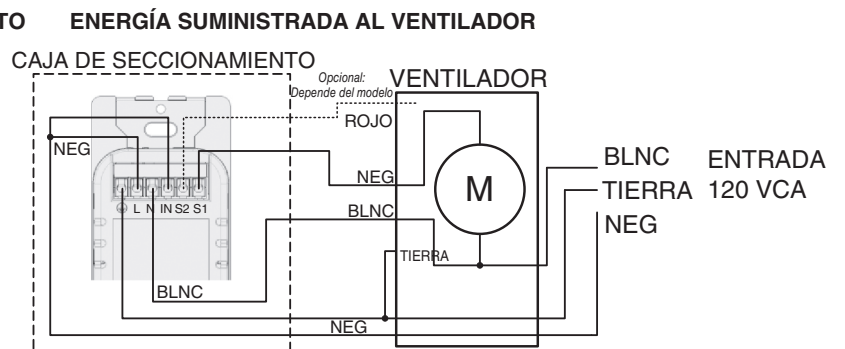 TO ENERGÍA SUMINISTRADA AL VENTILADOR
CAJA DE SECCIONAMIENTO
Opcional:
Depende del modelo
VENTILADOR
ROJO
NEG
NEG
BLNC
L N IN S2 S1
M
TIERRA
BLNC
NEG
BLNC
TIERRA
NEG
ENTRADA
120 VCA